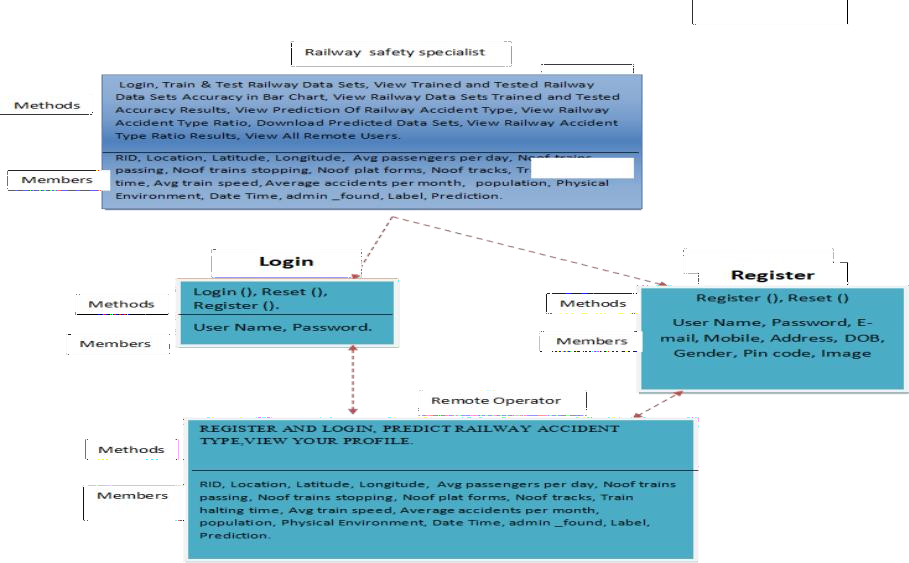 Railway safety specialist
Methods
Login, Train & Test Railway Data Sets, View Trained and Tested Railway
Data Sets Accuracy in Bar Chart, View Railway Data Sets Trained and Tested
Accuracy Results, View Prediction Of Railway Accident Type, View Railway
Accident Type Ratio, Download Predicted Data Sets, View Railway Accident
Type Ratio Results, View All Remote Users.
Members
RID, Location, Latitude, Longitude, Avg passengers per day, Noof trains
passing, Noof trains stopping, Noof plat forms, Noof tracks,
time, Avg train speed, Average accidents per month, population, Physical
Environment, Date Time, admin _found, Label, Prediction.
Login
Methods
Login (), Reset (),
Register ().
Members
User Name, Password.
Register
Methods
Register (), Reset ()
Members
User Name, Password, E-
mail, Mobile, Address, DOB,
Gender, Pin code, Image
Remote Operator
Methods
REGISTER AND LOGIN, PREDICT RAILWAY ACCIDENT
TYPE,VIEW YOUR PROFILE.
Members
RID, Location, Latitude, Longitude, Avg passengers per day, Noof trains
passing, Noof trains stopping, Noof plat forms, Noof tracks, Train
halting time, Avg train speed, Average accidents per month,
population, Physical Environment, Date Time, admin _found, Label,
Prediction.